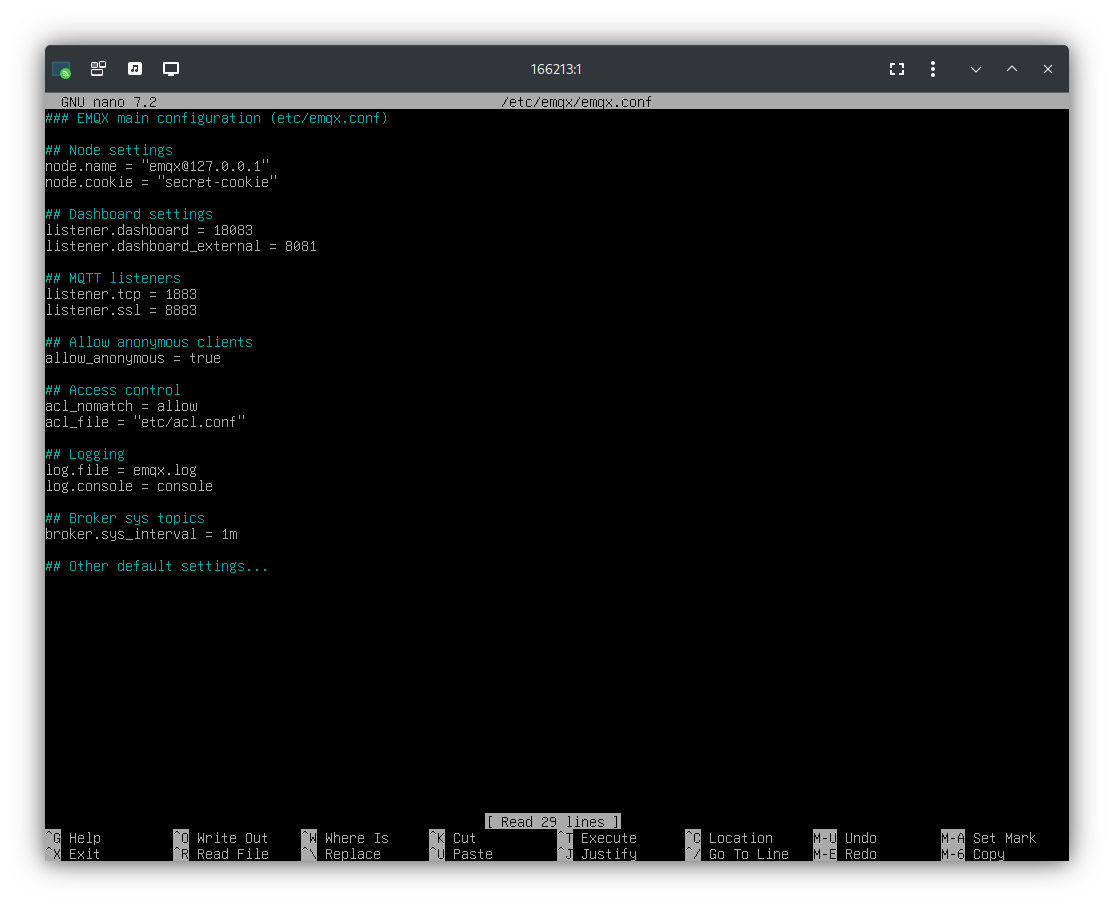 166213:1
GNU nano 7.2 /etc/emqx/emqx.conf
### EMQX main configuration (etc/emqx.conf)
## Node settings
node.name = "emqx@127.0.0.1"
node.cookie = "secret-cookie"
## Dashboard settings
listener.dashboard = 18083
listener.dashboard_external = 8081
## MQTT listeners
listener.tcp = 1883
listener.ssl = 8883
## Allow anonymous clients
allow_anonymous = true
## Access control
acl_nomatch = allow
acl_file = "etc/acl.conf"
## Logging
log.file = emqx.log
log.console = console
## Broker sys topics
broker.sys_interval = 1m
## Other default settings...
[ Read 29 lines ]
^G Help ^O Write Out ^W Where Is ^K Cut ^T Execute ^C Location M-U Undo M-A Set Mark
^X Exit ^R Read File ^\ Replace ^U Paste ^J Justify ^/ Go To Line M-E Redo M-6 Copy